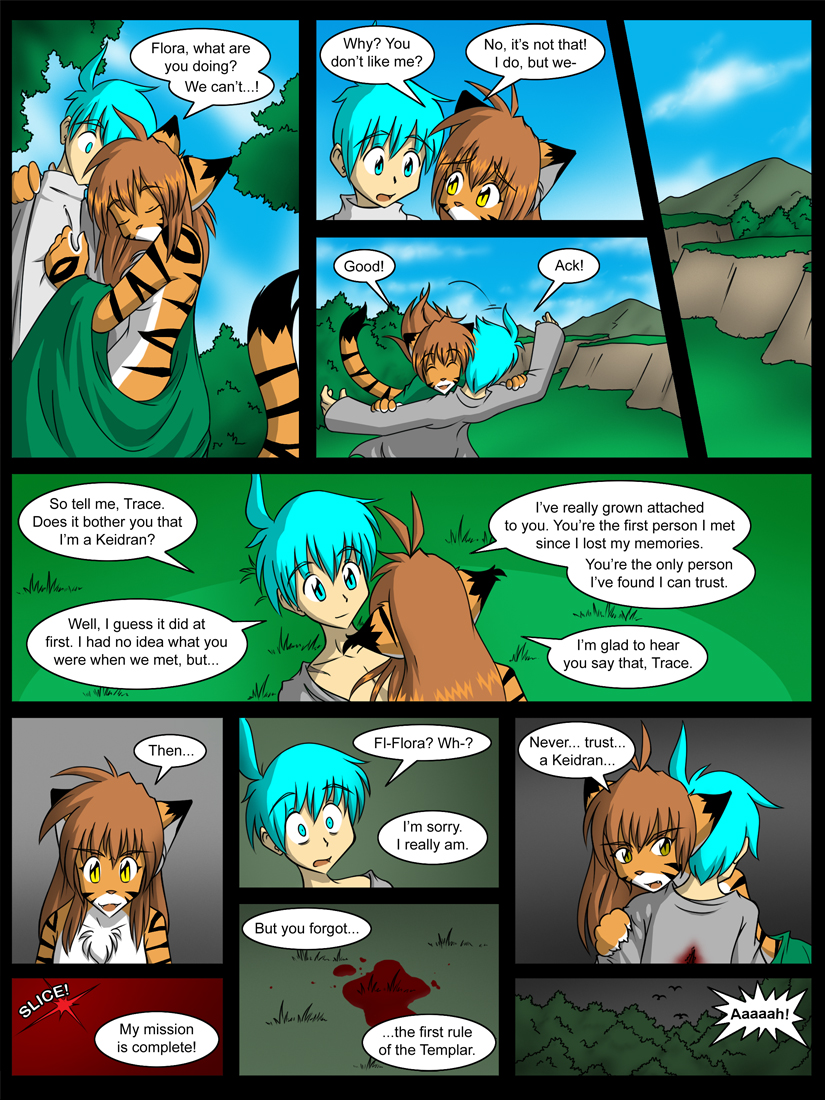 Flora, what are
you doing?
We can't...!
Why? You
don't like me?
No, it's not that!
I do, but we-
Good!
Ack!
So tell me, Trace.
Does it bother you that
I'm a Keidran?
Well, I guess it did at
first. I had no idea what you
were when we met, but...
I've really grown attached
to you. You're the first person I met
since I lost my memories.
You're the only person
I've found I can trust.
I'm glad to hear
you say that, Trace.
Then...
SLICE!
My mission
is complete!
Fl-Flora? Wh-?
I'm sorry.
I really am.
But you forgot...
...the first rule
of the Templar.
Never... trust...
a Keidran...
Aaaaah!